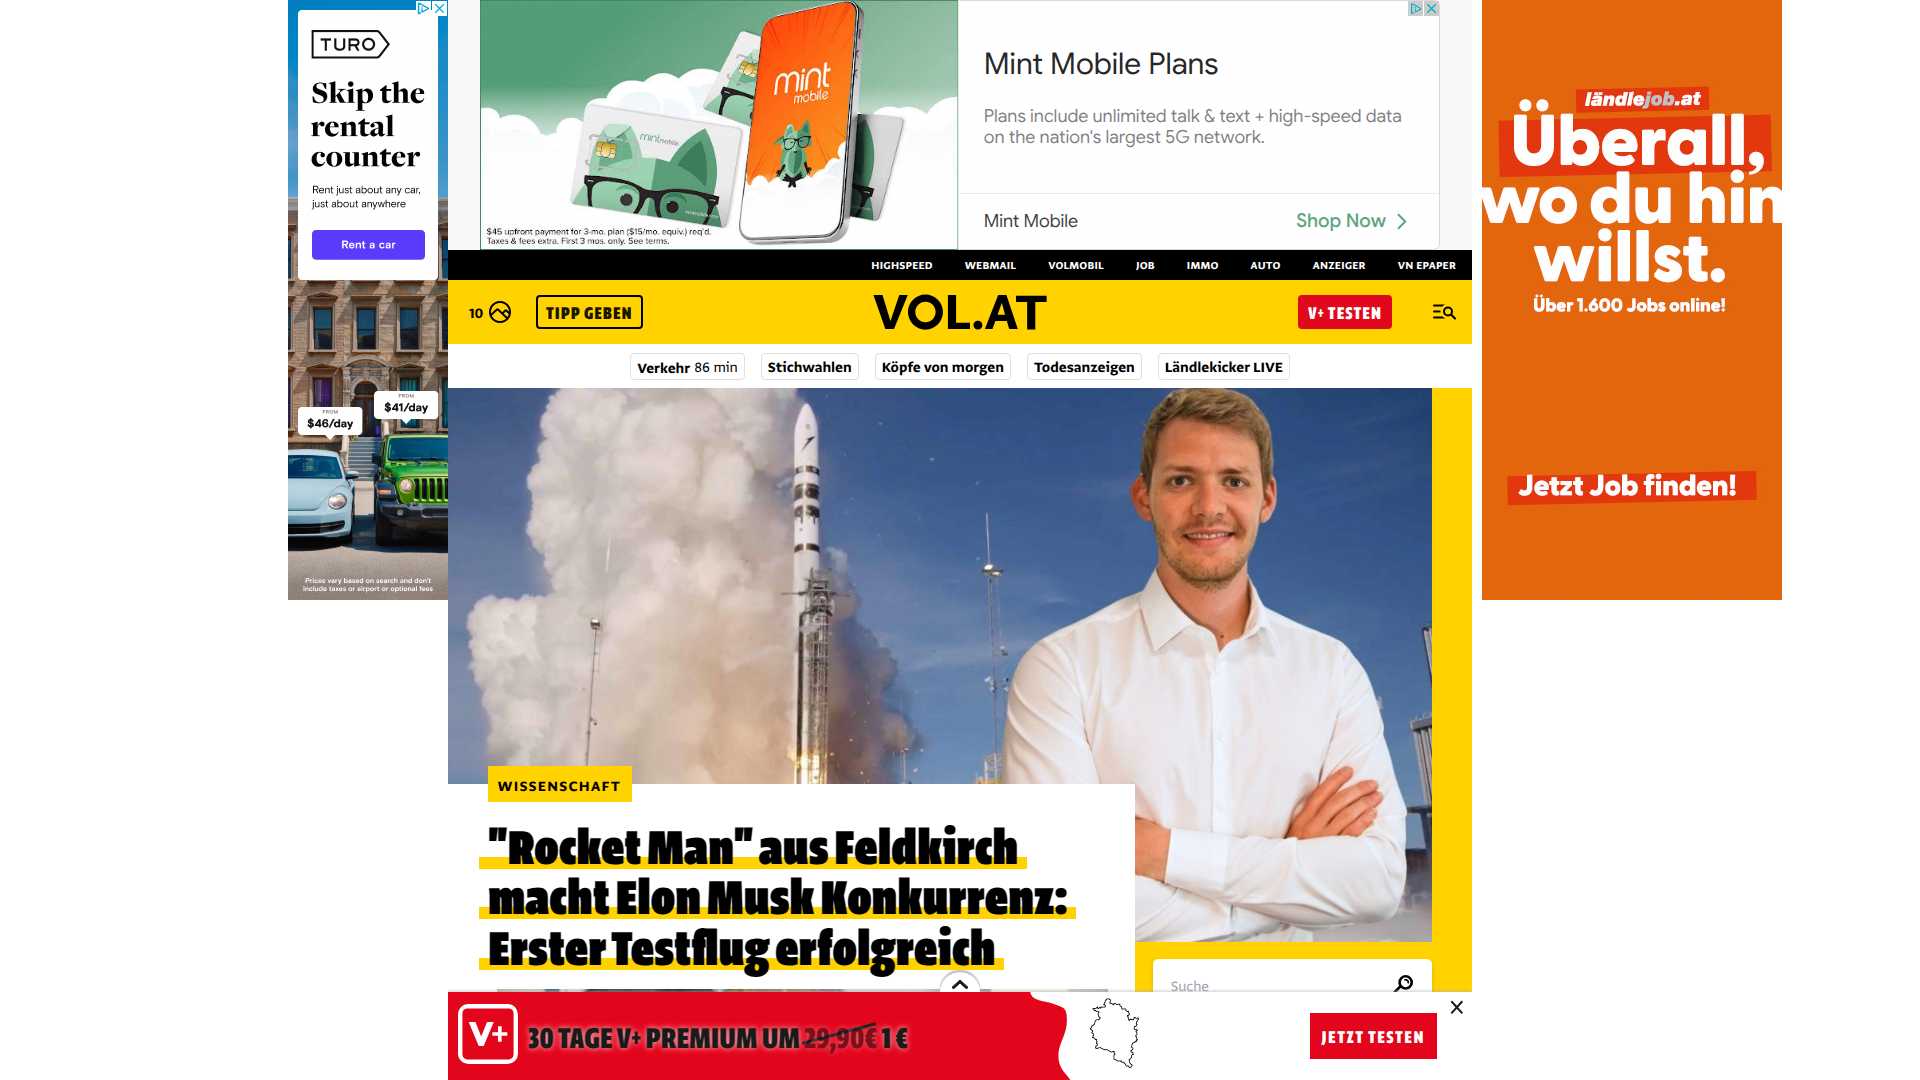 TURO
Skip the
rental
counter
Rent just about any car,
just about anywhere
Rent a car
FROM
$46/day
FROM
$41/day
Prices vary based on search and don't
include taxes or airport or optional fees
mint
mobile
$45 upfront payment for 3-mo. plan ($15/mo. equiv.) req'd.
Taxes & fees extra. First 3 mos. only. See terms.
Mint Mobile Plans
Plans include unlimited talk & text + high-speed data
on the nation's largest 5G network.
Mint Mobile
Shop Now
ländlejob.at
Überall,
wo du hin
willst.
Über 1.600 Jobs online!
Jetzt Job finden!
HIGHSPEED WEBMAIL VOLMOBIL JOB IMMO AUTO ANZEIGER VN EPAPER
10 TIPP GEBEN VOL.AT V+ TESTEN
Verkehr 86 min Stichwahlen Köpfe von morgen Todesanzeigen Ländlekicker LIVE
WISSENSCHAFT
"Rocket Man" aus Feldkirch
macht Elon Musk Konkurrenz:
Erster Testflug erfolgreich
Suche
V+ 30 TAGE V+ PREMIUM UM 29,90€ 1 €
JETZT TESTEN